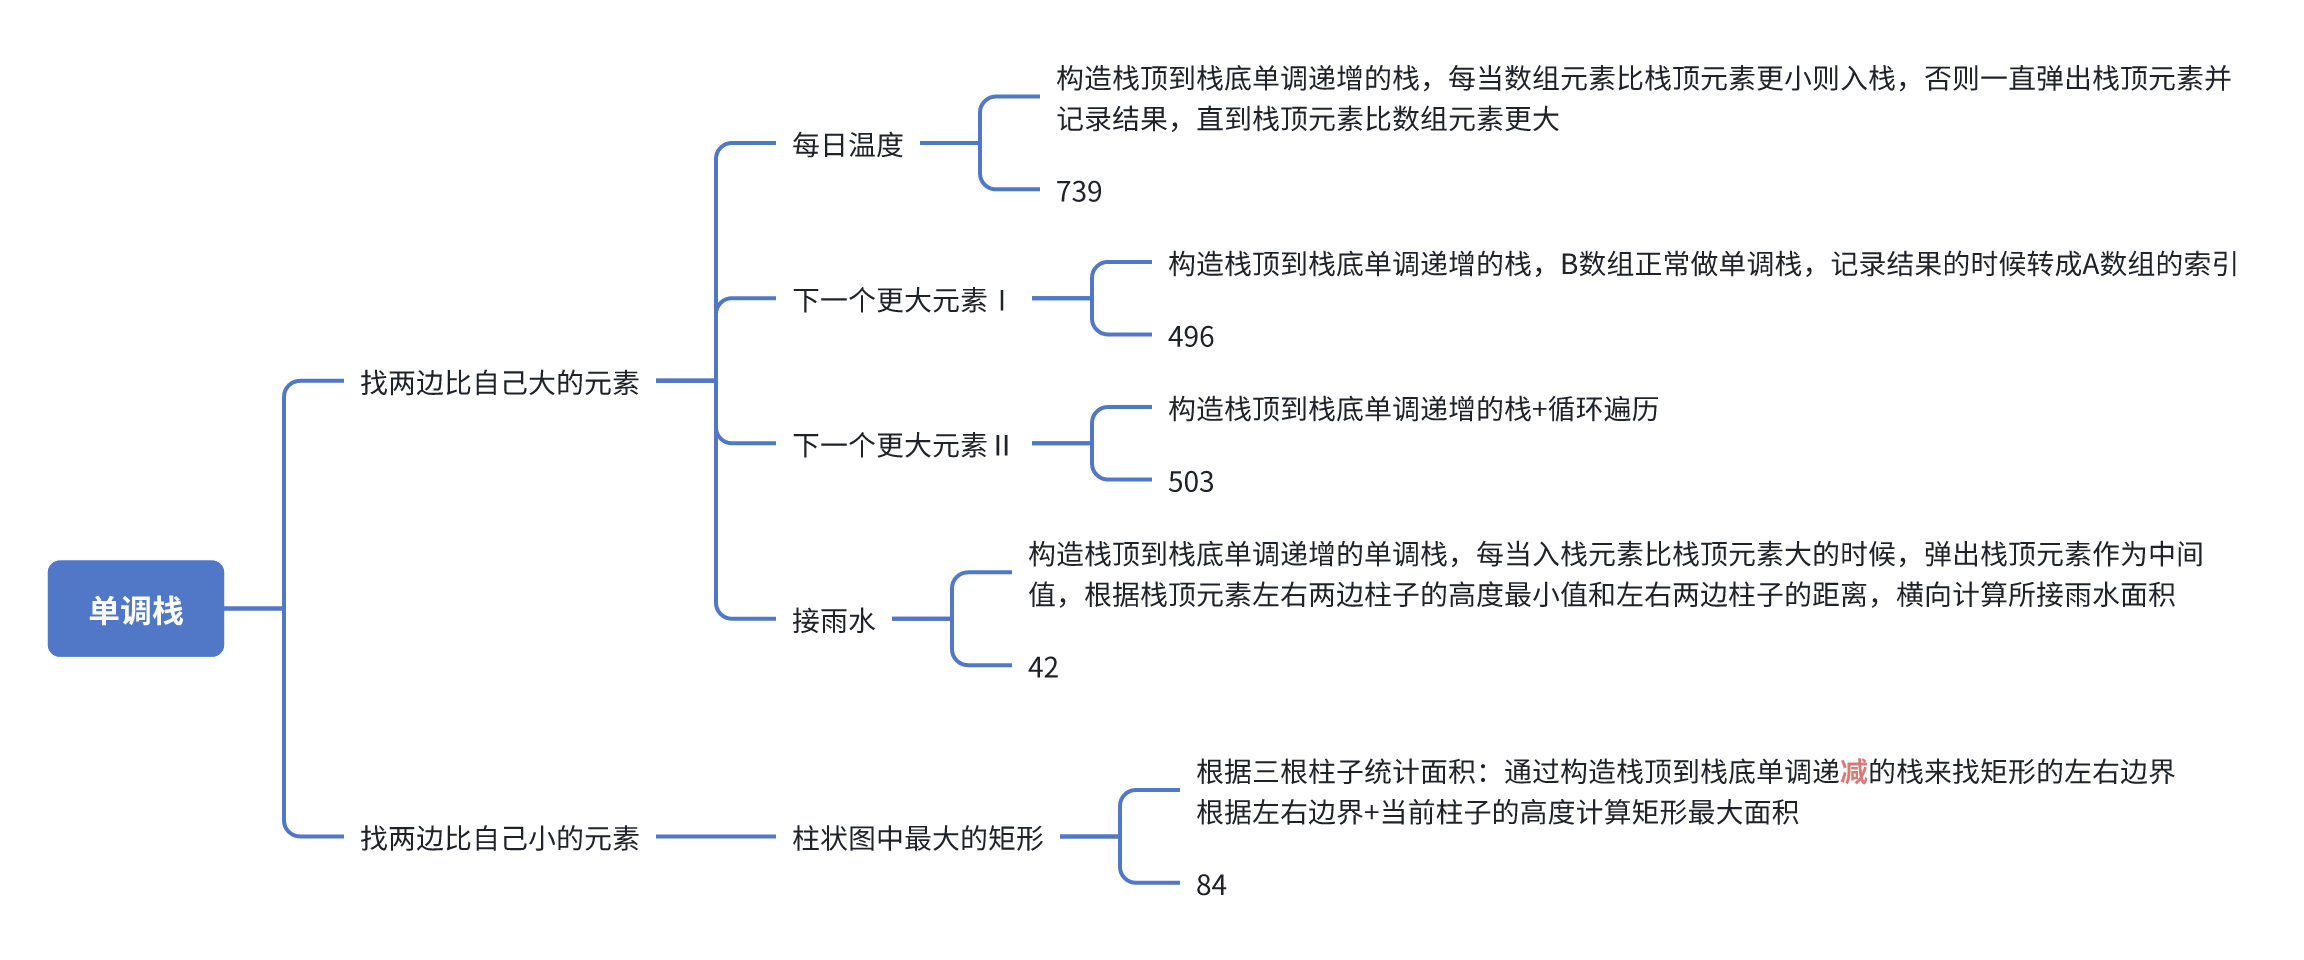 单调栈
找两边比自己大的元素
每日温度
构造栈顶到栈底单调递增的栈，每当数组元素比栈顶元素更小则入栈，否则一直弹出栈顶元素并
记录结果，直到栈顶元素比数组元素更大
739
下一个更大元素 I
构造栈顶到栈底单调递增的栈，B数组正常做单调栈，记录结果的时候转成A数组的索引
496
下一个更大元素 II
构造栈顶到栈底单调递增的栈+循环遍历
503
接雨水
构造栈顶到栈底单调递增的单调栈，每当入栈元素比栈顶元素大的时候，弹出栈顶元素作为中间
值，根据栈顶元素左右两边柱子的高度最小值和左右两边柱子的距离，横向计算所接雨水面积
42
找两边比自己小的元素
柱状图中最大的矩形
根据三根柱子统计面积：通过构造栈顶到栈底单调递减的栈来找矩形的左右边界
根据左右边界+当前柱子的高度计算矩形最大面积
84